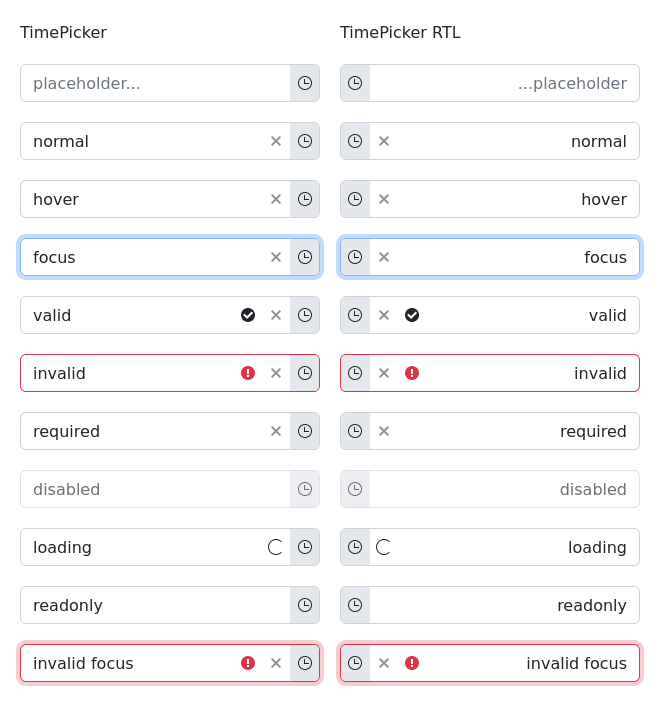 TimePicker
placeholder...
normal
hover
focus
valid
invalid
required
disabled
loading
readonly
invalid focus
TimePicker RTL
...placeholder
normal
hover
focus
valid
invalid
required
disabled
loading
readonly
invalid focus